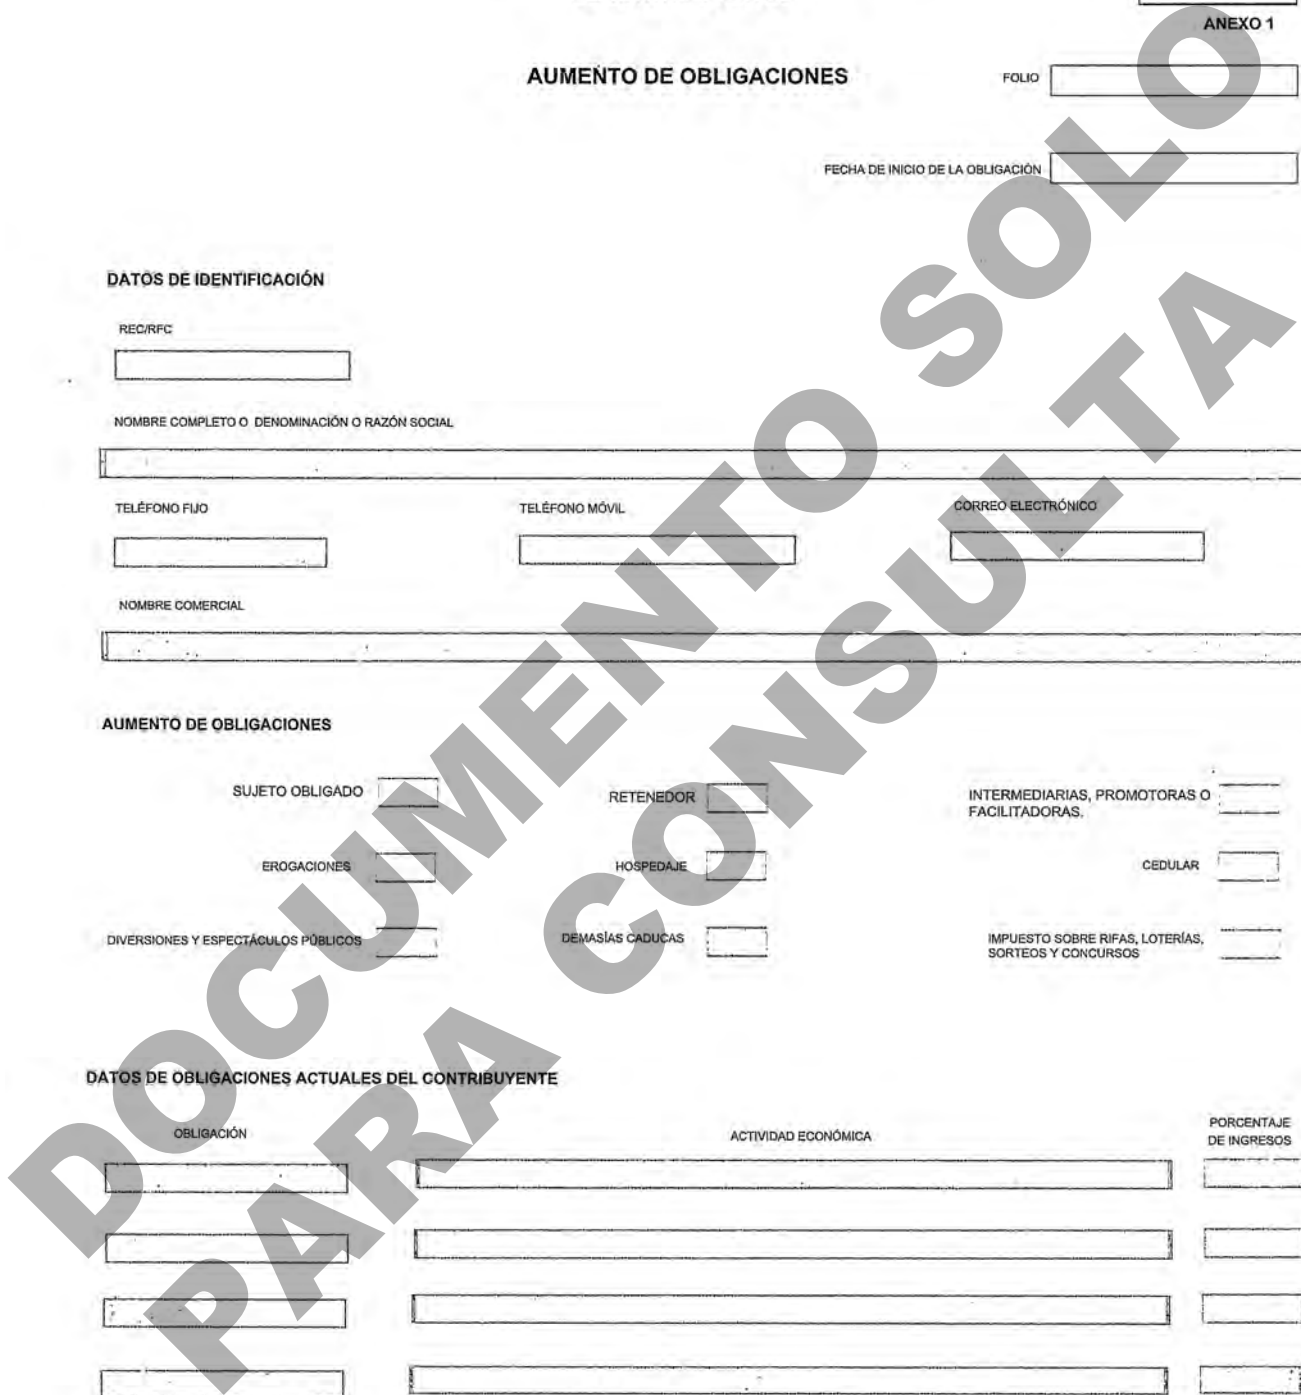 ANEXO 1
AUMENTO DE OBLIGACIONES
FOLIO
FECHA DE INICIO DE LA OBLIGACIÓN
DATOS DE IDENTIFICACIÓN
REC/RFC
NOMBRE COMPLETO O DENOMINACIÓN O RAZÓN SOCIAL
TELÉFONO FIJO
TELÉFONO MÓVIL
CORREO ELECTRÓNICO
NOMBRE COMERCIAL
AUMENTO DE OBLIGACIONES
SUJETO OBLIGADO
RETENEDOR
INTERMEDIARIAS, PROMOTORAS O
FACILITADORAS.
EROGACIONES
HOSPEDAJE
CEDULAR
DIVERSIONES Y ESPECTÁCULOS PÚBLICOS
DEMASÍAS CADUCAS
IMPUESTO SOBRE RIFAS, LOTERÍAS,
SORTEOS Y CONCURSOS
DATOS DE OBLIGACIONES ACTUALES DEL CONTRIBUYENTE
OBLIGACIÓN
ACTIVIDAD ECONÓMICA
PORCENTAJE
DE INGRESOS
DOCUMENTO SOLO
PARA CONSULTA